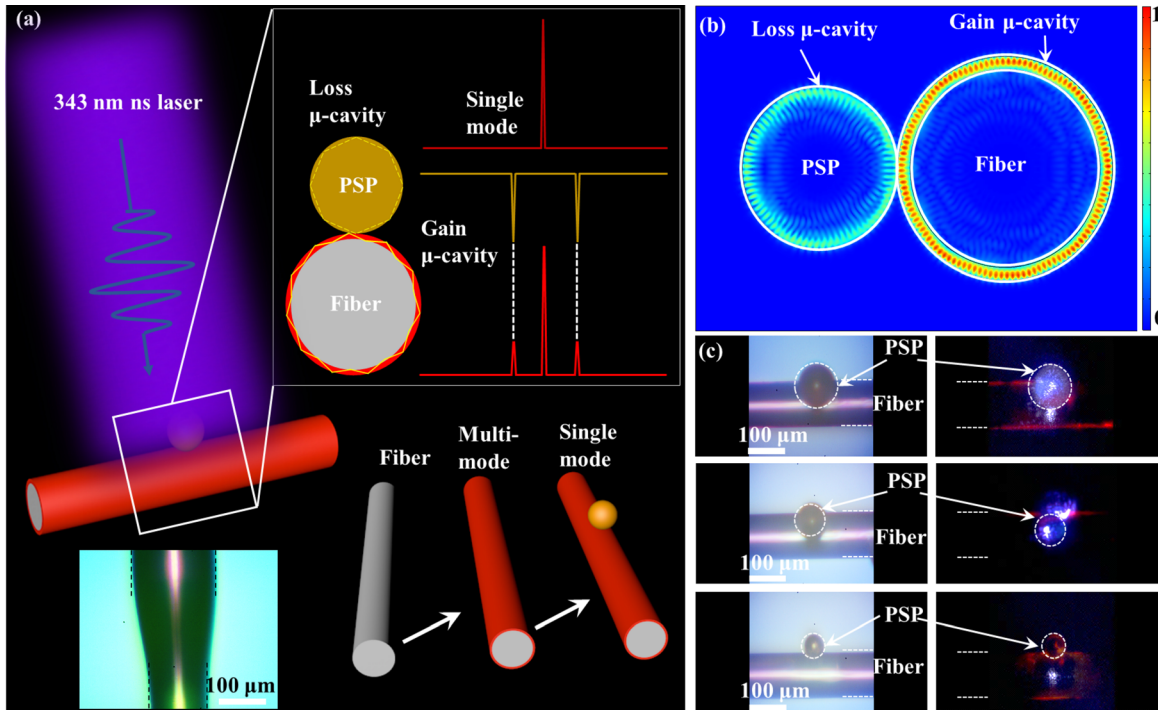 (a)
343 nm ns laser
Loss
μ-cavity
PSP
Single
mode
Gain
μ-cavity
Fiber
Fiber
Multi-
mode
Single
mode
100 μm
(b)
Loss μ-cavity
Gain μ-cavity
PSP
Fiber
1
0
(c)
PSP
Fiber
100 μm
PSP
Fiber
100 μm
PSP
Fiber
100 μm